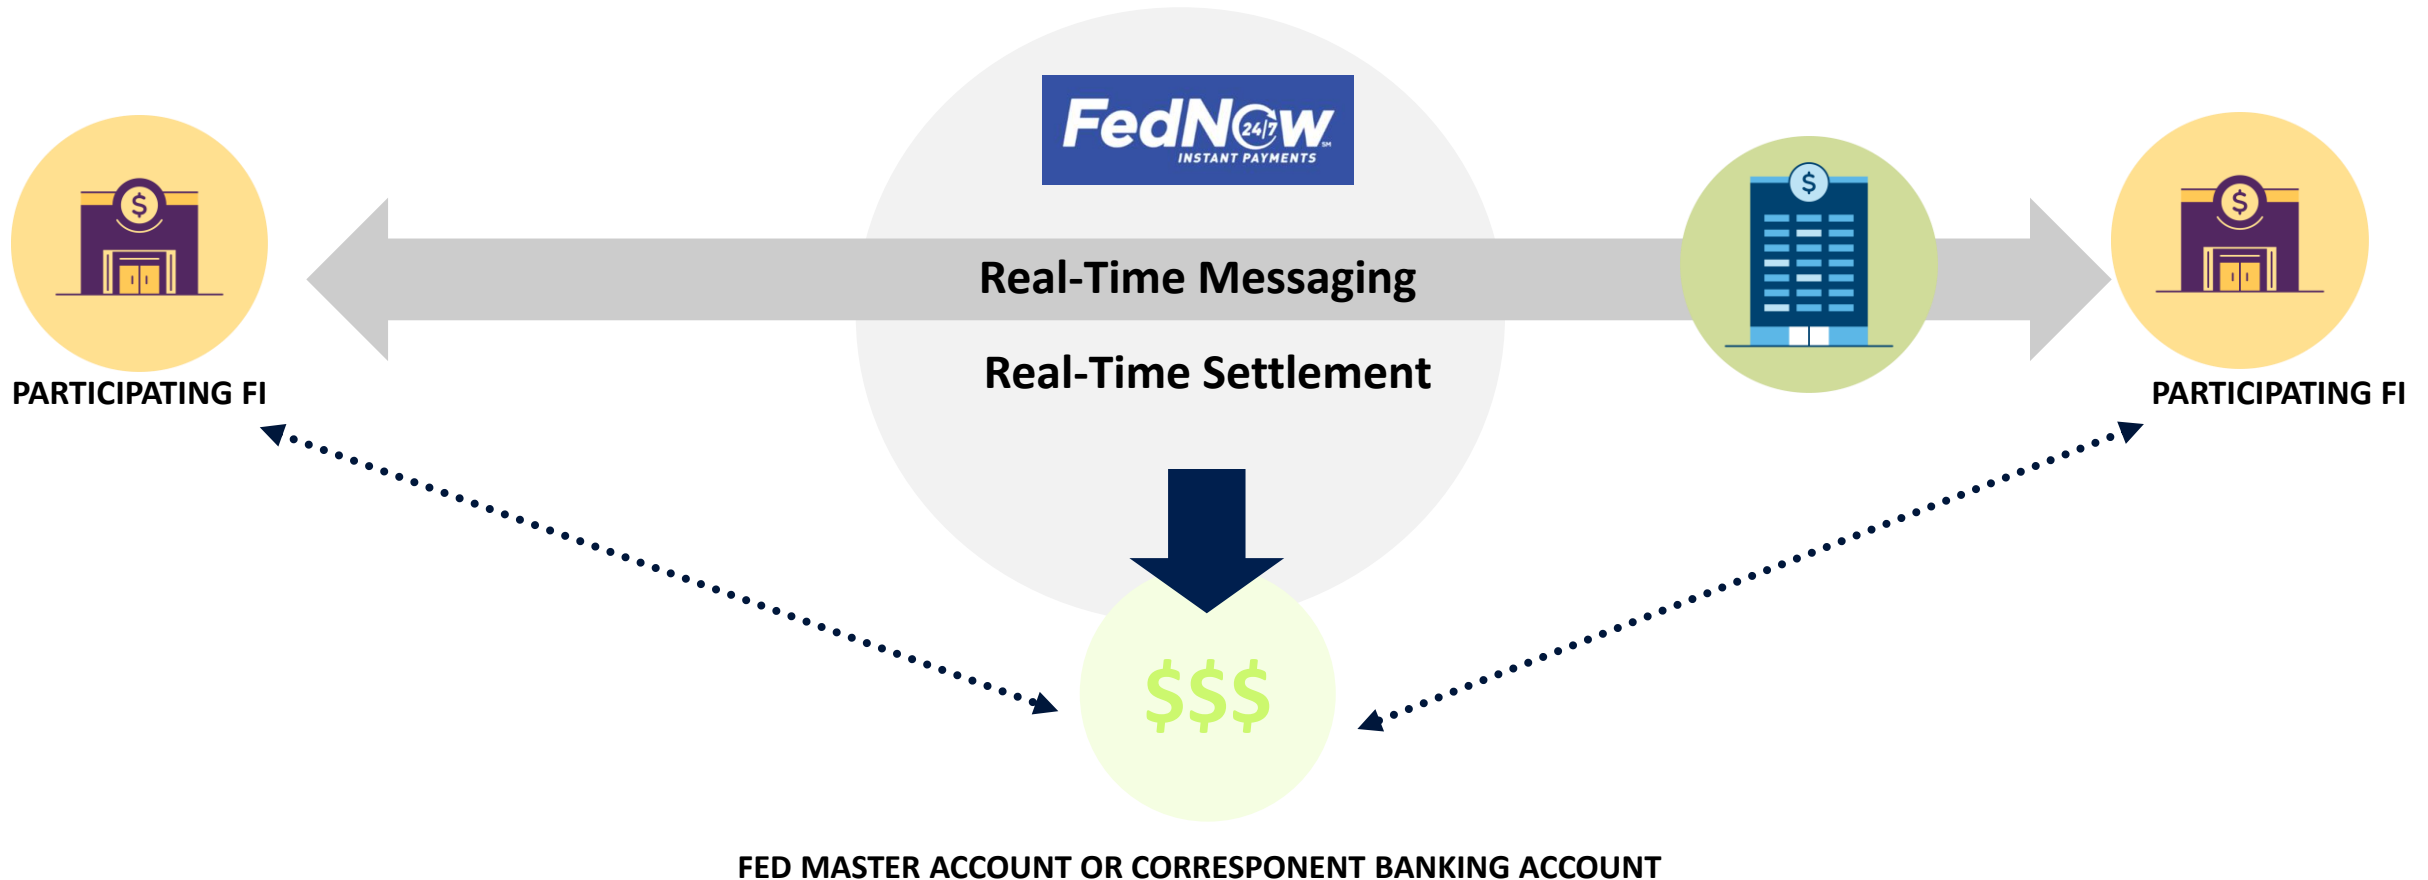 FedNow
24/7
SM
INSTANT PAYMENTS
$
$
$
Real-Time Messaging
Real-Time Settlement
PARTICIPATING FI
PARTICIPATING FI
$$$
FED MASTER ACCOUNT OR CORRESPONENT BANKING ACCOUNT